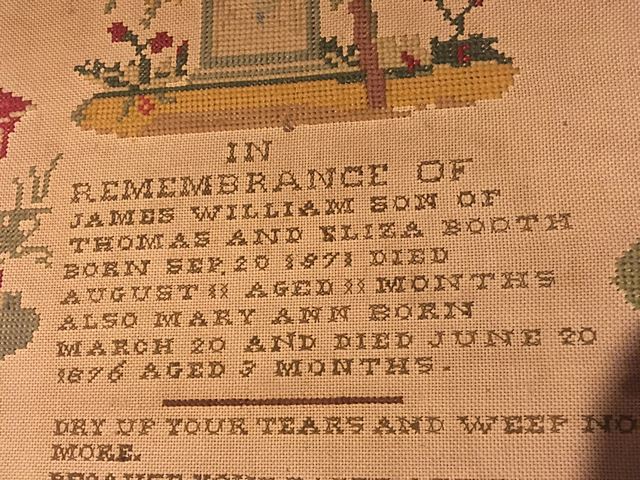 IN
REMEMBRANCE OF
JAMES WILLIAM SON OF
THOMAS AND ELIZA BOOTH
BORN SEP. 20 1871 DIED
AUGUST 11 AGED 11 MONTHS
ALSO MARY ANN BORN
MARCH 20 AND DIED JUNE 20
1876 AGED 3 MONTHS.
DRY UP YOUR TEARS AND WEEP NO
MORE.